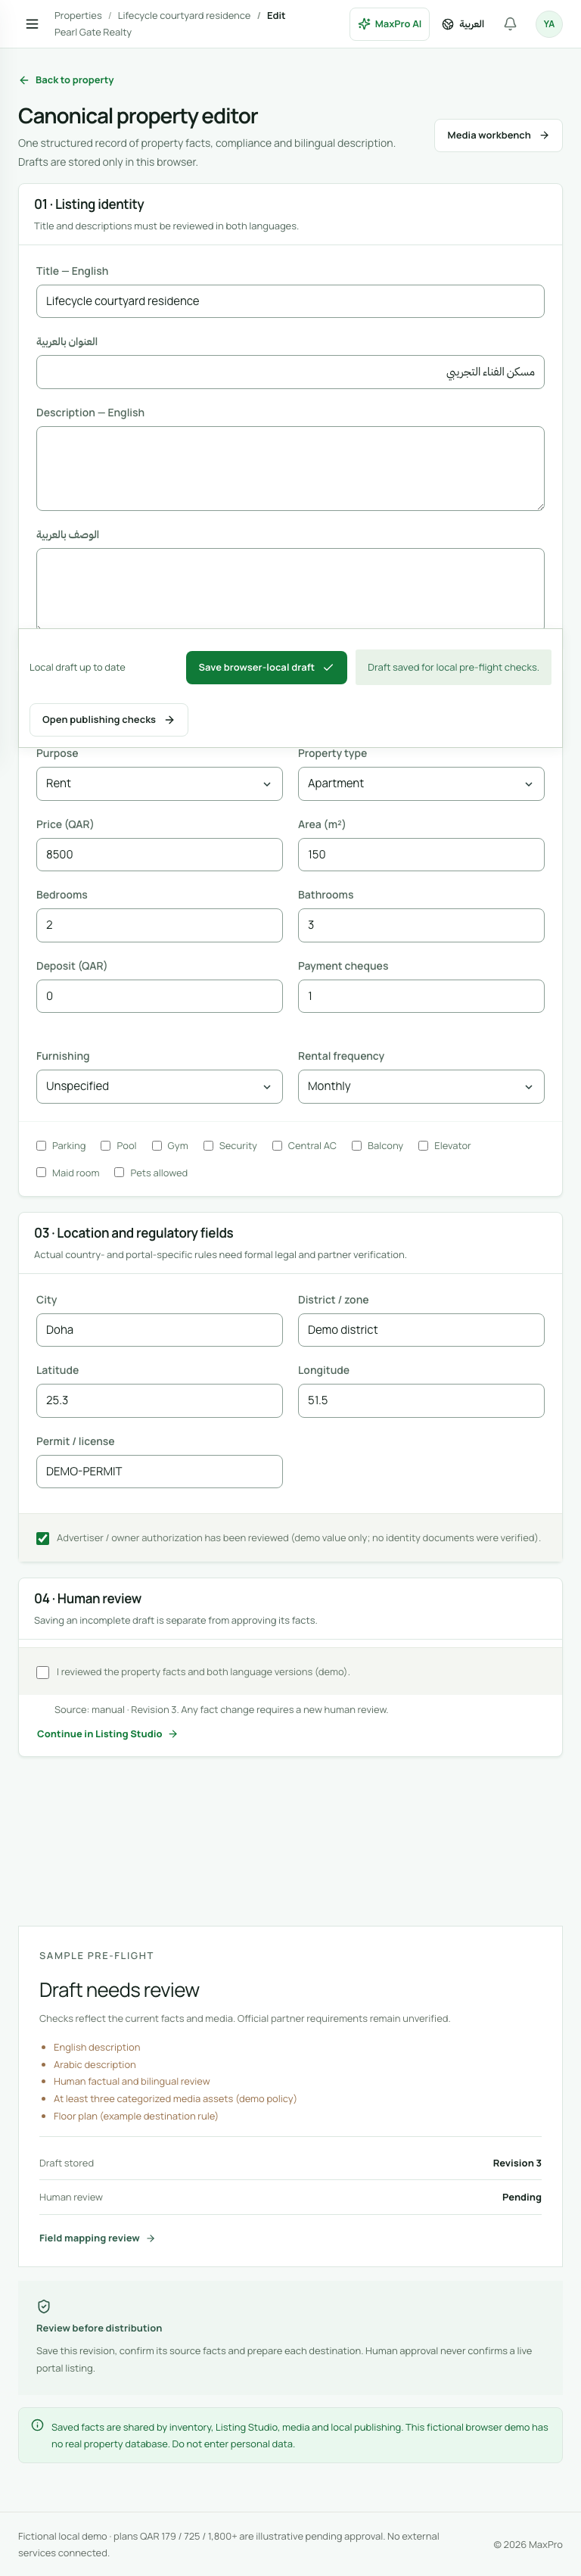 Properties / Lifecycle courtyard residence / Edit
Pearl Gate Realty
MaxPro AI
العربية
YA
Back to property
Canonical property editor
One structured record of property facts, compliance and bilingual description.
Drafts are stored only in this browser.
Media workbench
01 · Listing identity
Title and descriptions must be reviewed in both languages.
Title — English
Lifecycle courtyard residence
العنوان بالعربية
مسكن الفناء التجريبي
Description — English
الوصف بالعربية
Local draft up to date
Save browser-local draft
Draft saved for local pre-flight checks.
Open publishing checks
Purpose
Property type
Rent
Apartment
Price (QAR)
Area (m²)
8500
150
Bedrooms
Bathrooms
2
3
Deposit (QAR)
Payment cheques
0
1
Furnishing
Rental frequency
Unspecified
Monthly
Parking
Pool
Gym
Security
Central AC
Balcony
Elevator
Maid room
Pets allowed
03 · Location and regulatory fields
Actual country- and portal-specific rules need formal legal and partner verification.
City
District / zone
Doha
Demo district
Latitude
Longitude
25.3
51.5
Permit / license
DEMO-PERMIT
Advertiser / owner authorization has been reviewed (demo value only; no identity documents were verified).
04 · Human review
Saving an incomplete draft is separate from approving its facts.
I reviewed the property facts and both language versions (demo).
Source: manual · Revision 3. Any fact change requires a new human review.
Continue in Listing Studio
SAMPLE PRE-FLIGHT
Draft needs review
Checks reflect the current facts and media. Official partner requirements remain unverified.
English description
Arabic description
Human factual and bilingual review
At least three categorized media assets (demo policy)
Floor plan (example destination rule)
Draft stored
Revision 3
Human review
Pending
Field mapping review
Review before distribution
Save this revision, confirm its source facts and prepare each destination. Human approval never confirms a live
portal listing.
Saved facts are shared by inventory, Listing Studio, media and local publishing. This fictional browser demo has
no real property database. Do not enter personal data.
Fictional local demo · plans QAR 179 / 725 / 1,800+ are illustrative pending approval. No external
services connected.
© 2026 MaxPro